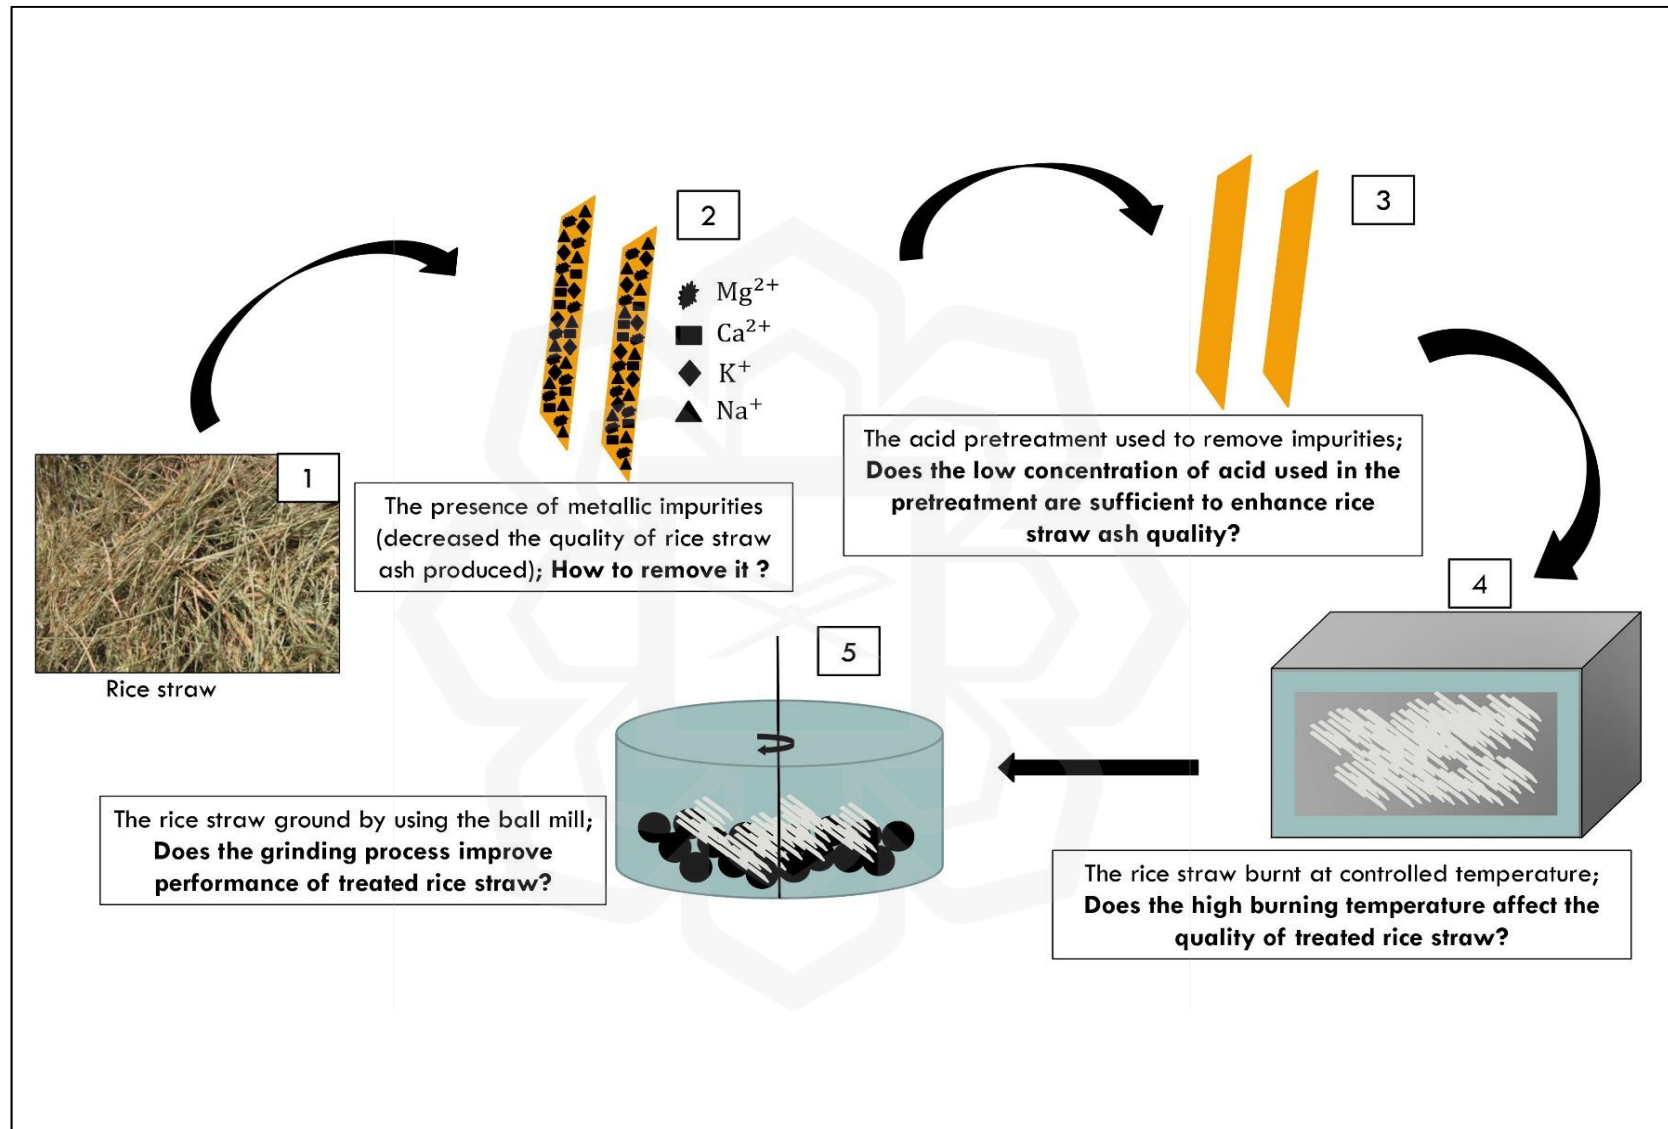 1
Rice straw
2
Mg²⁺
Ca²⁺
K⁺
Na⁺
The presence of metallic impurities
(decreased the quality of rice straw
ash produced); How to remove it ?
3
The acid pretreatment used to remove impurities;
Does the low concentration of acid used in the
pretreatment are sufficient to enhance rice
straw ash quality?
4
The rice straw burnt at controlled temperature;
Does the high burning temperature affect the
quality of treated rice straw?
5
The rice straw ground by using the ball mill;
Does the grinding process improve
performance of treated rice straw?